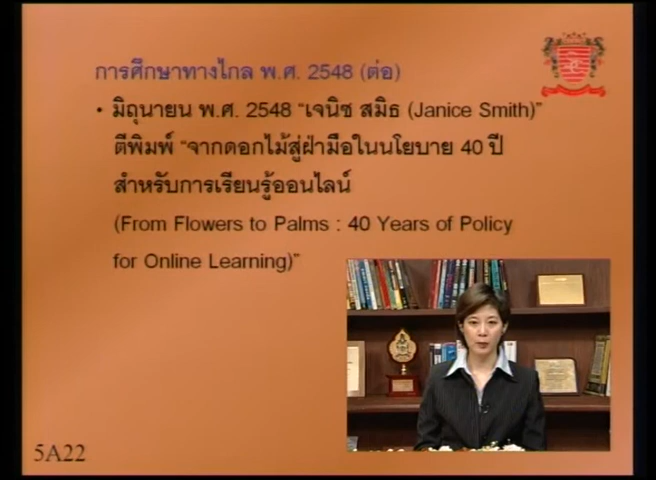 การศึกษาทางไกล พ.ศ. 2548 (ต่อ)
• มิถุนายน พ.ศ. 2548 “เจนิซ สมิธ (Janice Smith)”
ตีพิมพ์ “จากดอกไม้สู่ฝ่ามือในนโยบาย 40 ปี
สำหรับการเรียนรู้ออนไลน์
(From Flowers to Palms : 40 Years of Policy
for Online Learning)”
5A22